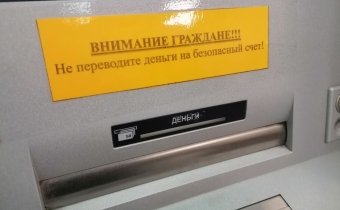 ВНИМАНИЕ ГРАЖДАНЕ!!!
Не переводите деньги на безопасный счет!
ДЕНЬГИ